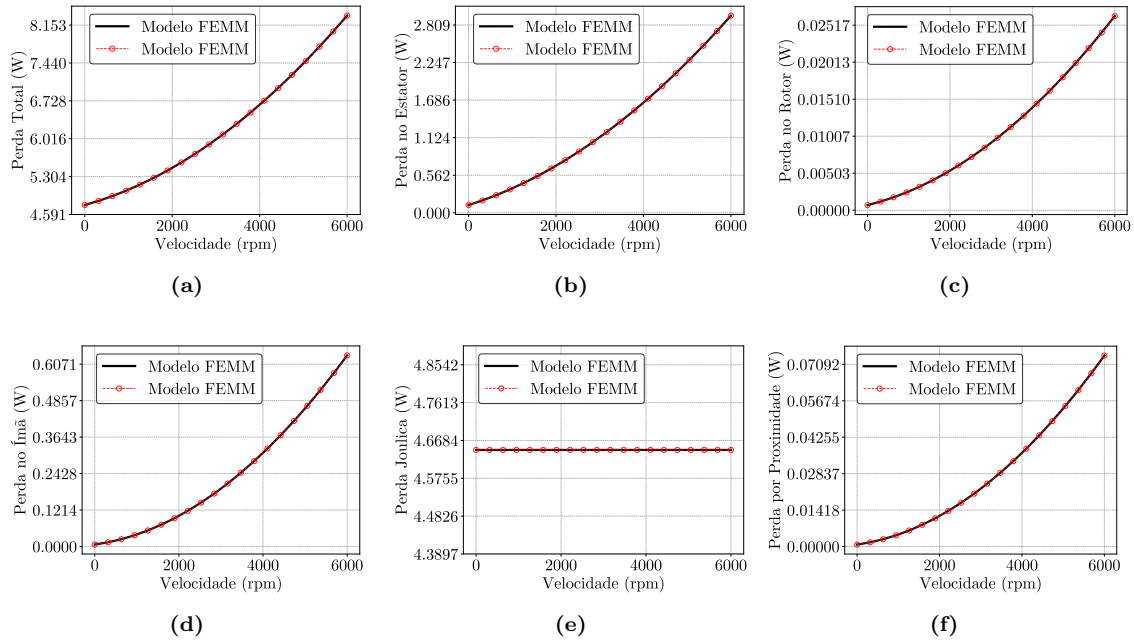 8.153
7.440
6.728
6.016
5.304
4.591
Perda Total (W)
Modelo FEMM
Modelo FEMM
0
2000
4000
6000
Velocidade (rpm)
(a)
2.809
2.247
1.686
1.124
0.562
0.000
Perda no Estator (W)
Modelo FEMM
Modelo FEMM
0
2000
4000
6000
Velocidade (rpm)
(b)
0.02517
0.02013
0.01510
0.01007
0.00503
0.00000
Perda no Rotor (W)
Modelo FEMM
Modelo FEMM
0
2000
4000
6000
Velocidade (rpm)
(c)
0.6071
0.4857
0.3643
0.2428
0.1214
0.0000
Perda no Ímã (W)
Modelo FEMM
Modelo FEMM
0
2000
4000
6000
Velocidade (rpm)
(d)
4.8542
4.7613
4.6684
4.5755
4.4826
4.3897
Perda Joulica (W)
Modelo FEMM
Modelo FEMM
0
2000
4000
6000
Velocidade (rpm)
(e)
0.07092
0.05674
0.04255
0.02837
0.01418
0.00000
Perda por Proximidade (W)
Modelo FEMM
Modelo FEMM
0
2000
4000
6000
Velocidade (rpm)
(f)